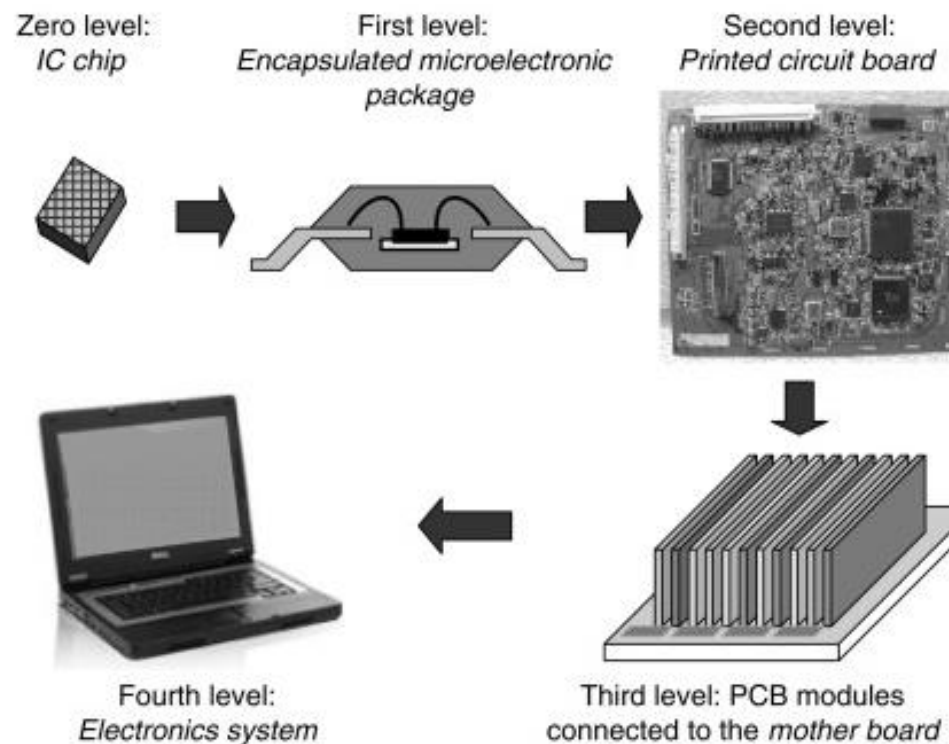 Zero level:
IC chip
First level:
Encapsulated microelectronic
package
Second level:
Printed circuit board
DELL
Fourth level:
Electronics system
Third level: PCB modules
connected to the mother board